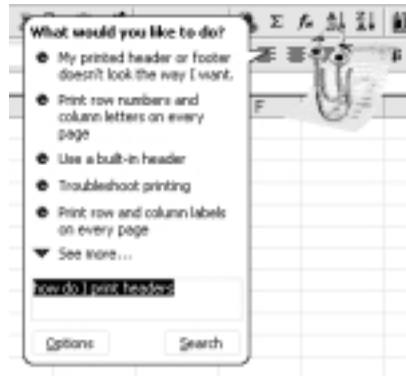 What would you like to do?
My printed header or footer
doesn't look the way I want.
Print row numbers and
column letters on every
page
Use a built-in header
Troubleshoot printing
Print row and column labels
on every page
See more...
how do I print headers
Options
Search
Σ
F